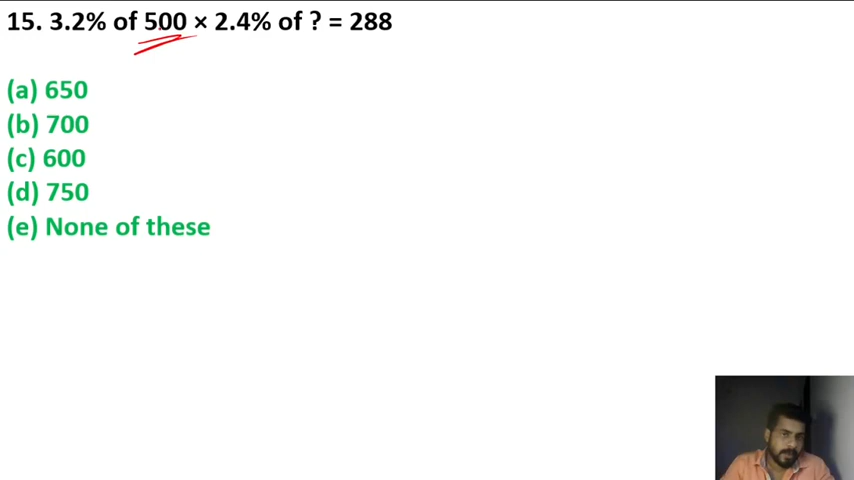 15. 3.2% of 500 × 2.4% of ? = 288
(a) 650
(b) 700
(c) 600
(d) 750
(e) None of these